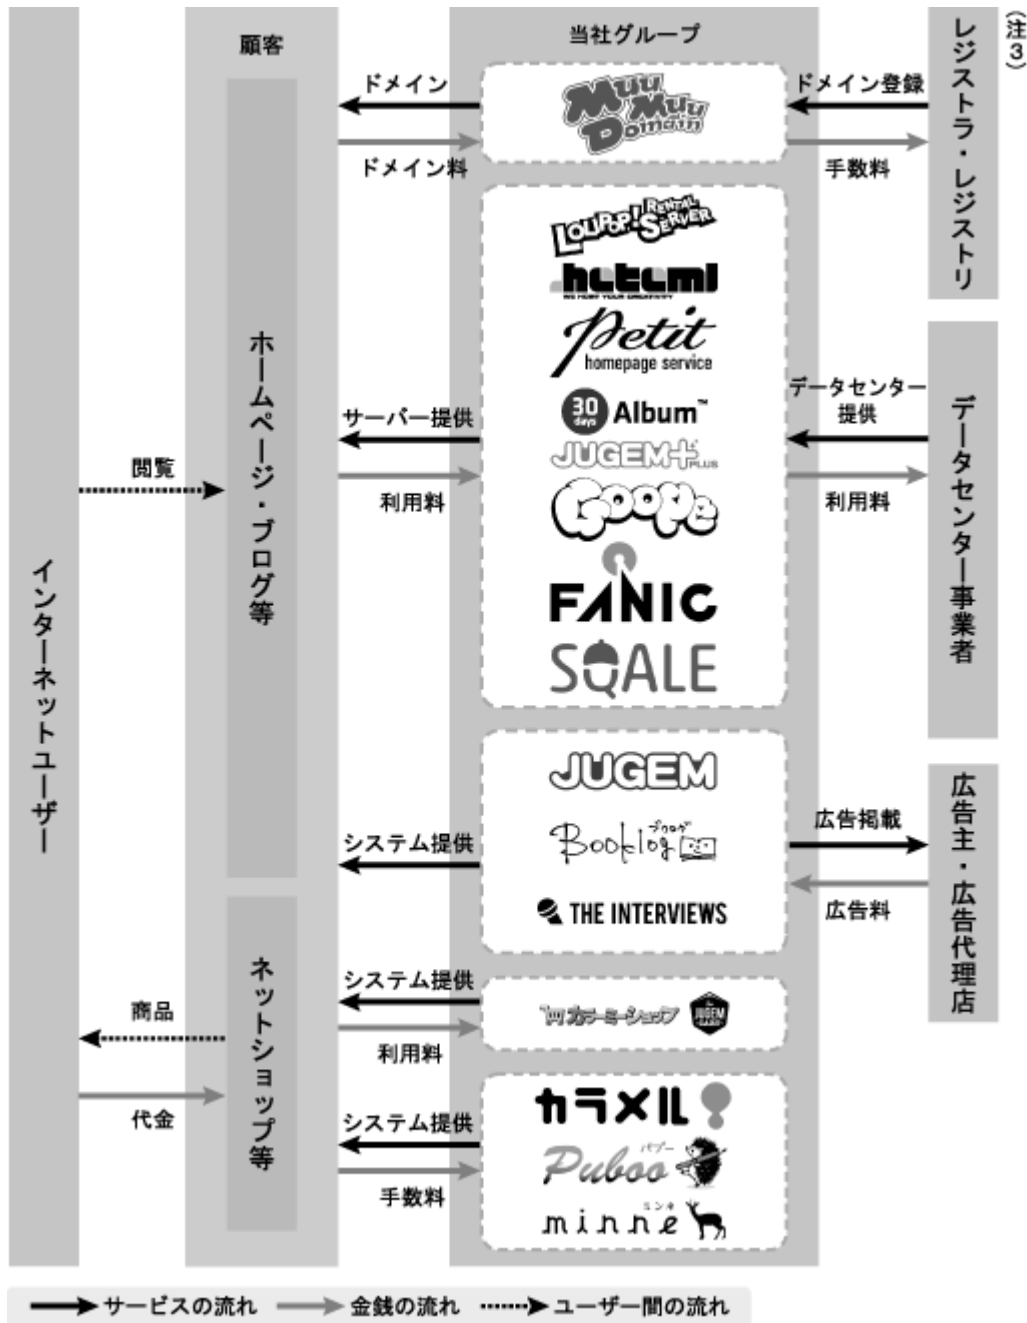 顧客
当社グループ
(注3)
レジストラ・レジストリ
ドメイン
ドメイン登録
MuuMuu
Domain
ドメイン料
手数料
LOLIPOP! RENTAL SERVER
heteml
WE HOST YOUR CREATIVITY
Petit
homepage service
30
days
Album™
JUGEM+
PLUS
Goope
FANIC
SQALE
サーバー提供
データセンター
提供
利用料
利用料
データセンター事業者
閲覧
ホームページ・ブログ等
インターネットユーザー
JUGEM
ブクログ
Booklog
THE INTERVIEWS
システム提供
広告掲載
広告料
広告主・広告代理店
ネットショップ等
システム提供
カラーミーショップ
JUGEM
利用料
商品
代金
システム提供
カラメル
パブー
Puboo
ミンネ
minne
手数料
サービスの流れ
金銭の流れ
ユーザー間の流れ